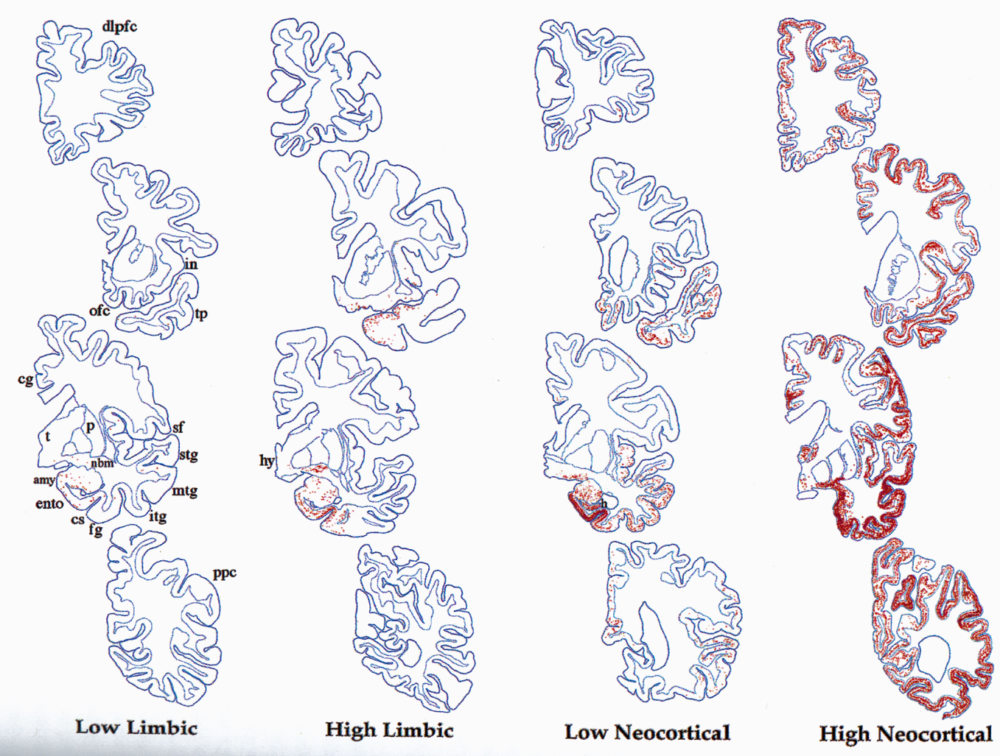 dlpfc
in
ofc
tp
cg
t
p
sf
stg
nbm
hy
amy
mtg
ento
h
cs
itg
fg
ppc
Low Limbic
High Limbic
Low Neocortical
High Neocortical